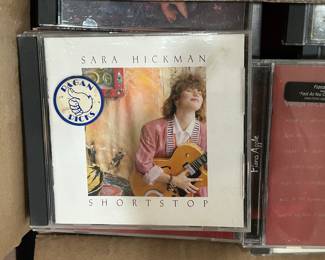 SARA HICKMAN
PAGAN
PICKS
SHORTSTOP
Fiona Apple